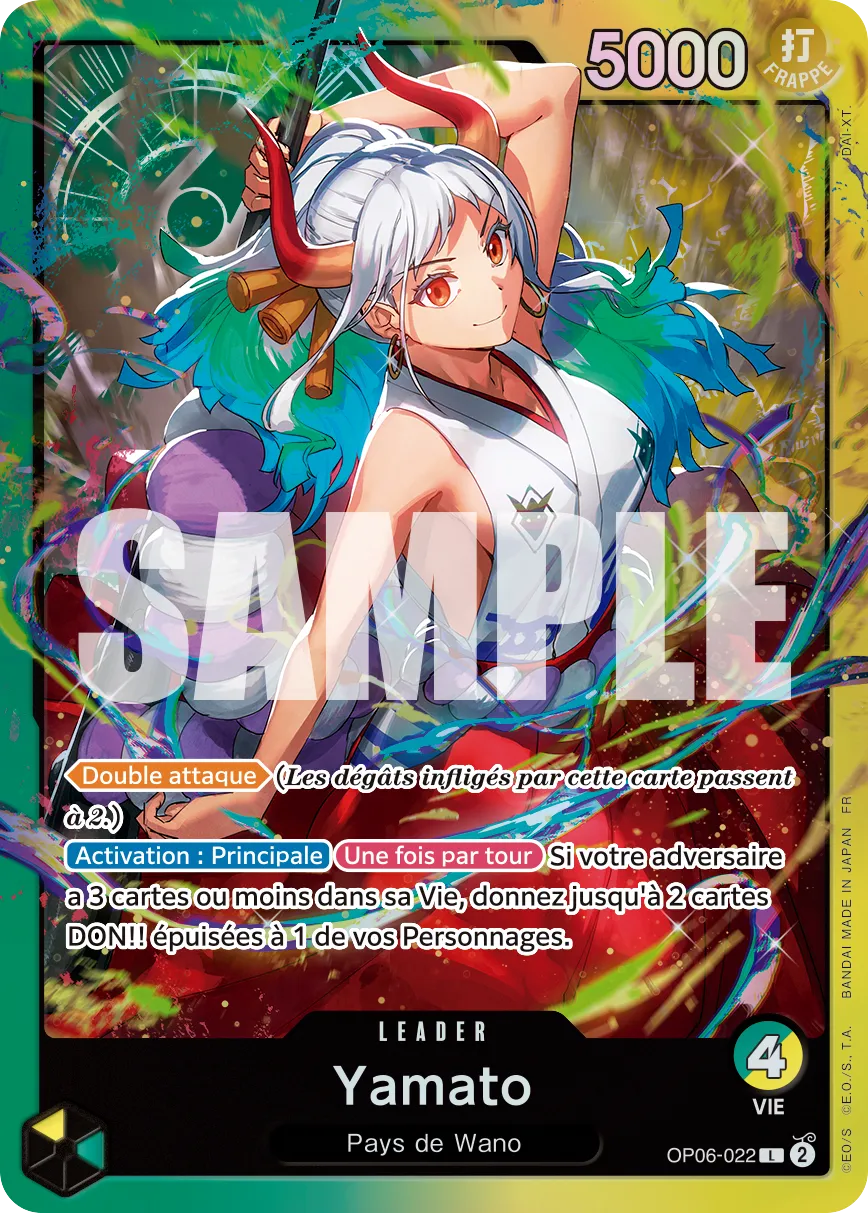 5000
打
FRAPPE
DAI-XT.
SAMPLE
Double attaque (Les dégâts infligés par cette carte passent
à 2.)
Activation : Principale Une fois par tour Si votre adversaire
a 3 cartes ou moins dans sa Vie, donnez jusqu'à 2 cartes
DON!! épuisées à 1 de vos Personnages.
LEADER
Yamato
Pays de Wano
4
VIE
OP06-022 L 2
©EO/S ©E.O./S., T.A. BANDAI MADE IN JAPAN FR